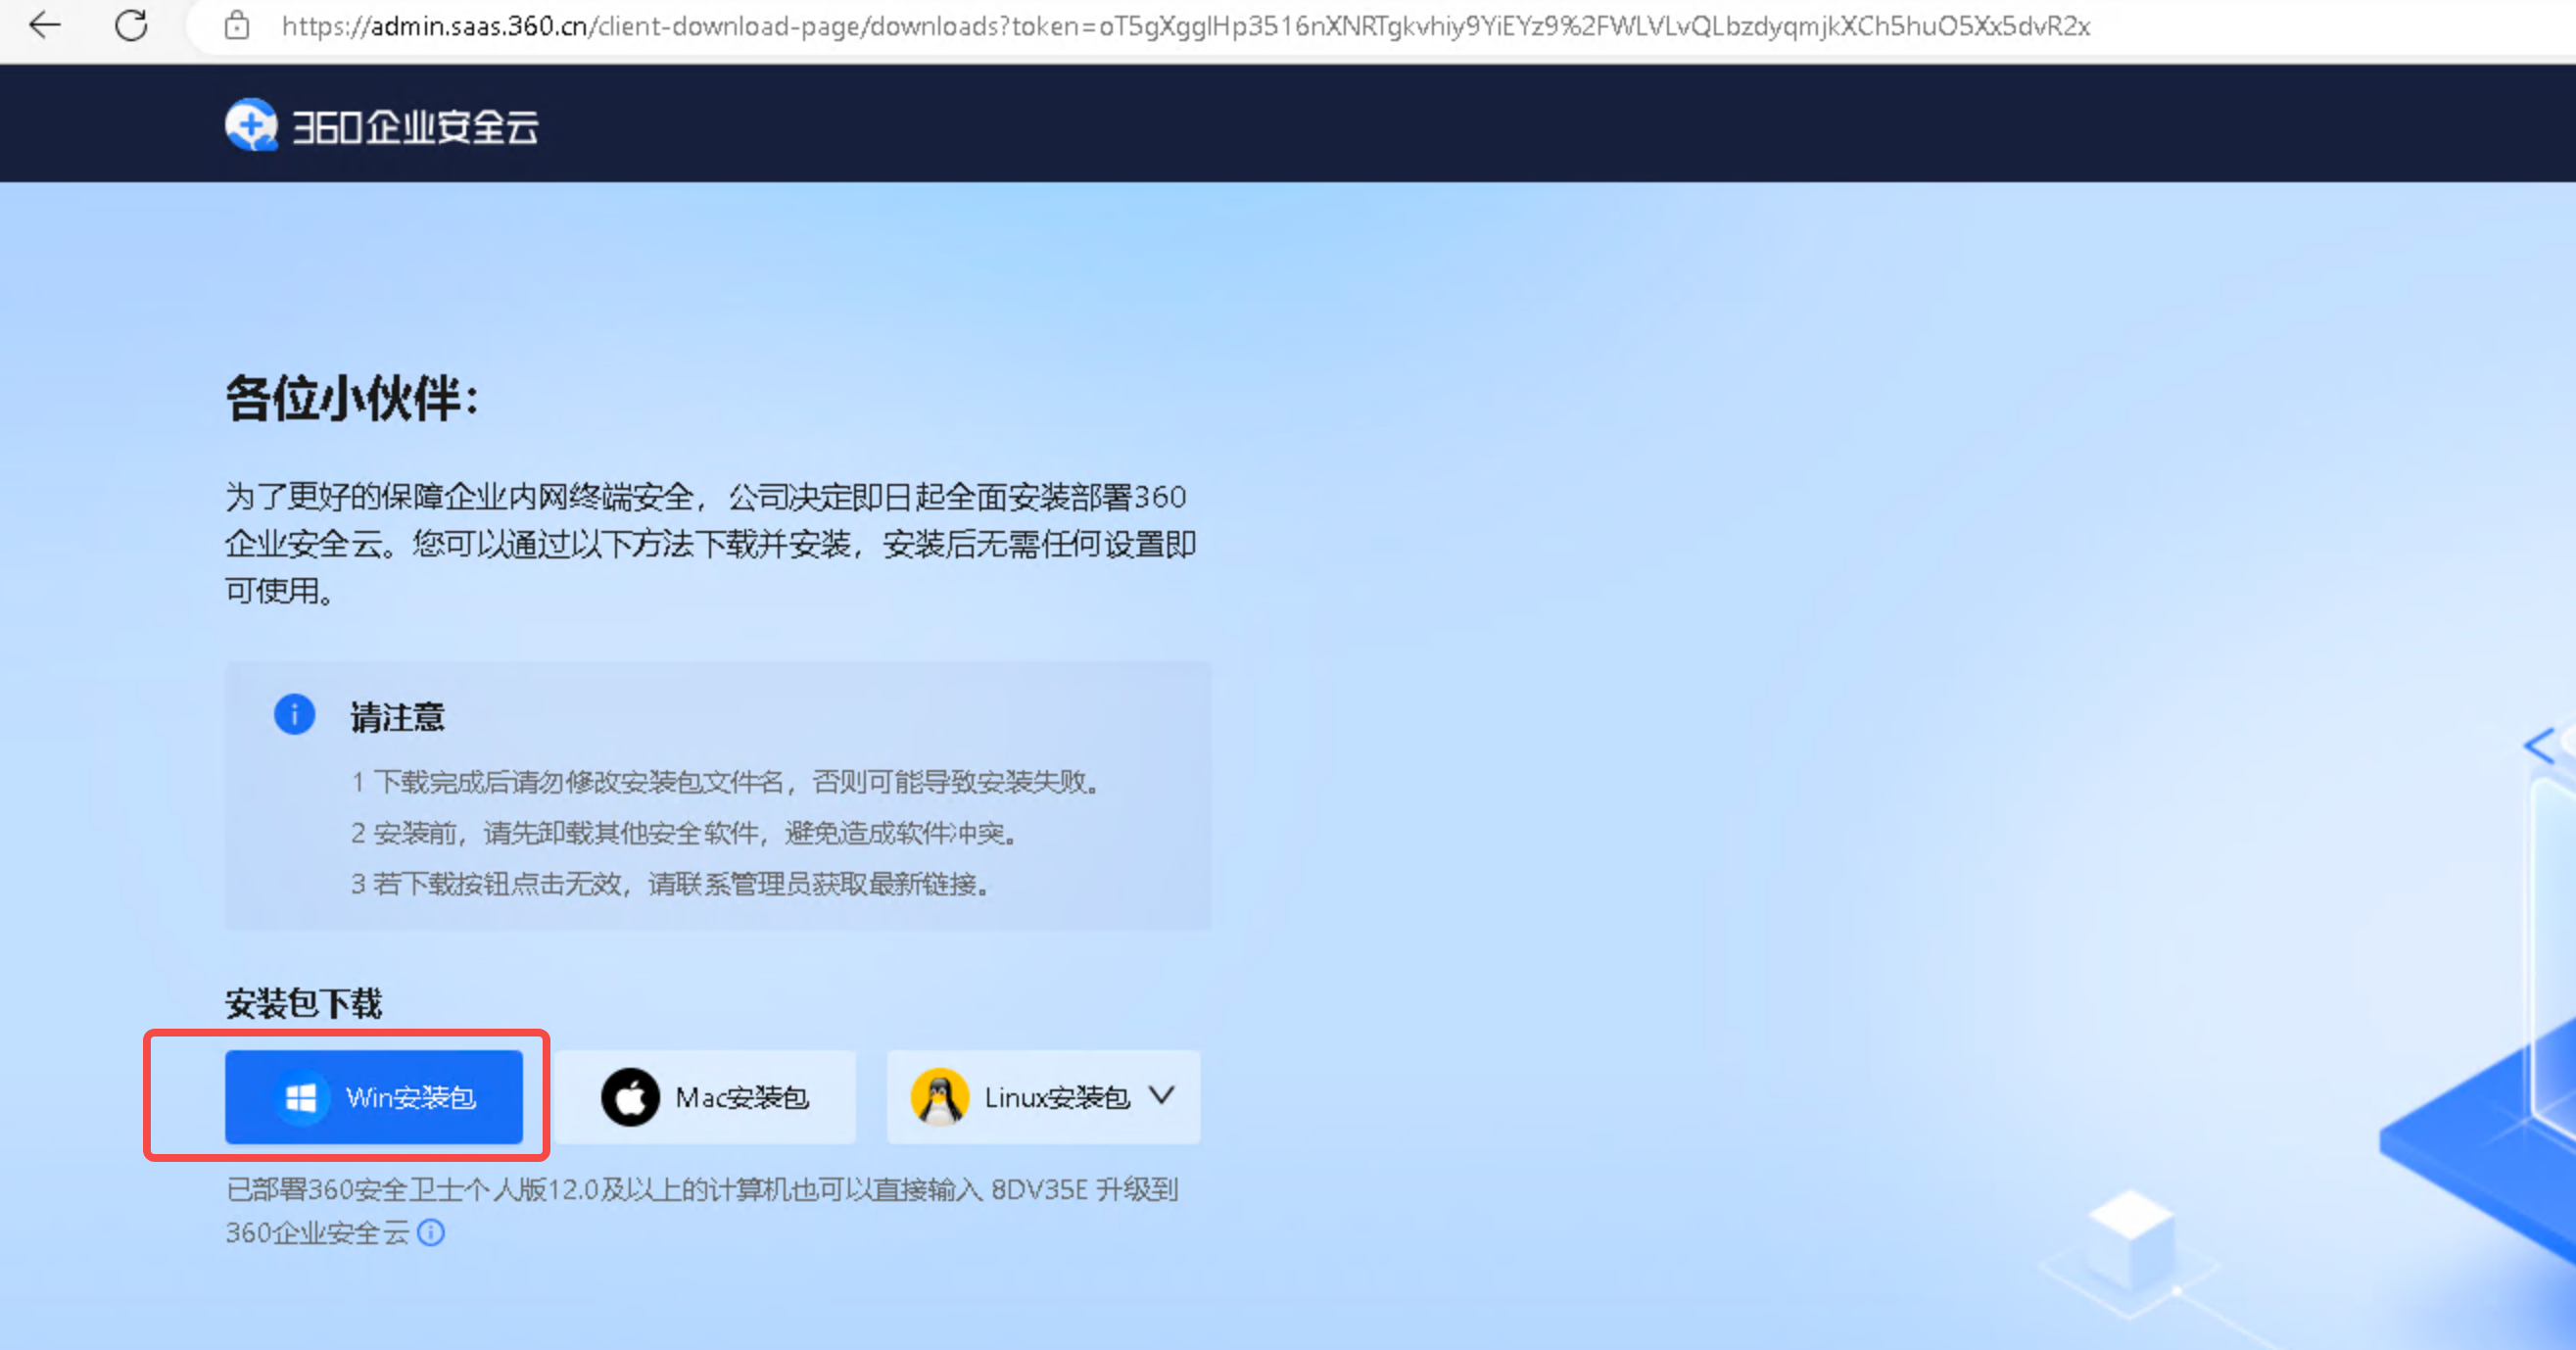 https://admin.saas.360.cn/client-download-page/downloads?token=oT5gXgglHp3516nXNRTgkvhiy9YiEYz9%2FWLVLvQLbzdyqmjkXCh5huO5Xx5dvR2x
360企业安全云
各位小伙伴：
为了更好的保障企业内网终端安全，公司决定即日起全面安装部署360
企业安全云。您可以通过以下方法下载并安装，安装后无需任何设置即
可使用。
请注意
1 下载完成后请勿修改安装包文件名，否则可能导致安装失败。
2 安装前，请先卸载其他安全软件，避免造成软件冲突。
3 若下载按钮点击无效，请联系管理员获取最新链接。
安装包下载
Win安装包
Mac安装包
Linux安装包
已部署360安全卫士个人版12.0及以上的计算机也可以直接输入 8DV35E 升级到
360企业安全云